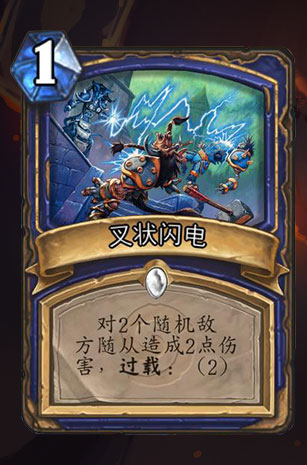 1
叉状闪电
对2个随机敌
方随从造成2点伤
害，过载：（2）